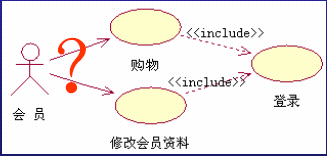 ?
<<include>>
购物
<<include>>
登录
会 员
修改会员资料